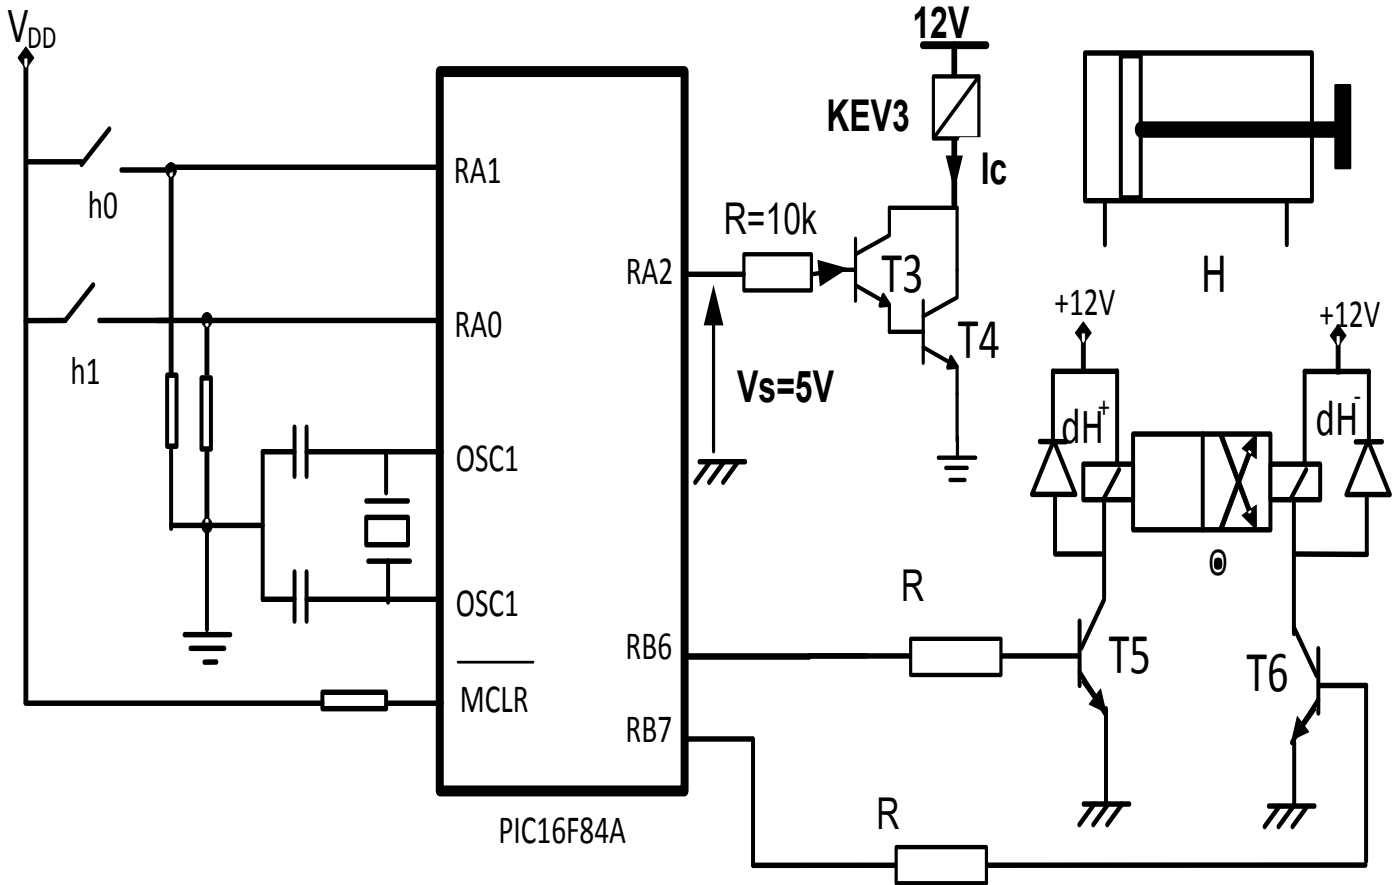 VDD
12V
KEV3
Ic
h0
RA1
R=10k
RA2
T3
H
h1
RA0
T4
+12V
+12V
Vs=5V
dH+
dH-
OSC1
OSC1
R
RB6
T5
T6
MCLR
RB7
R
PIC16F84A